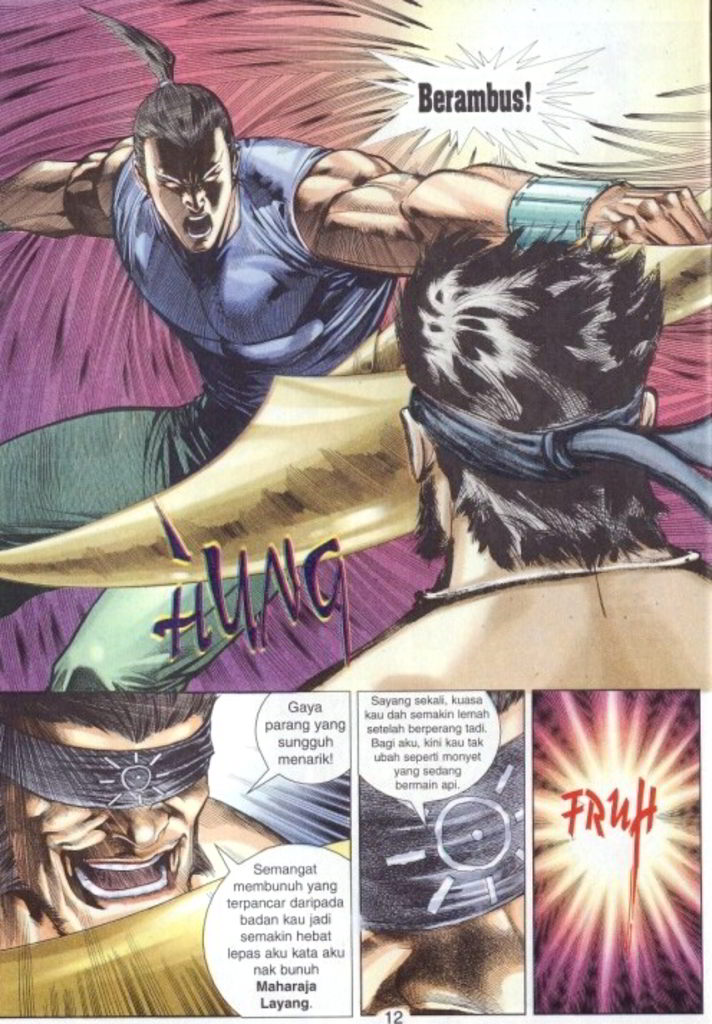 Berambus!
HUNG
Gaya
parang yang
sungguh
menarik!
Semangat
membunuh yang
terpancar daripada
badan kau jadi
semakin hebat
lepas aku kata aku
nak bunuh
Maharaja
Layang.
Sayang sekali, kuasa
kau dah semakin lemah
setelah berperang tadi.
Bagi aku, kini kau tak
ubah seperti monyet
yang sedang
bermain api.
FRUH
12